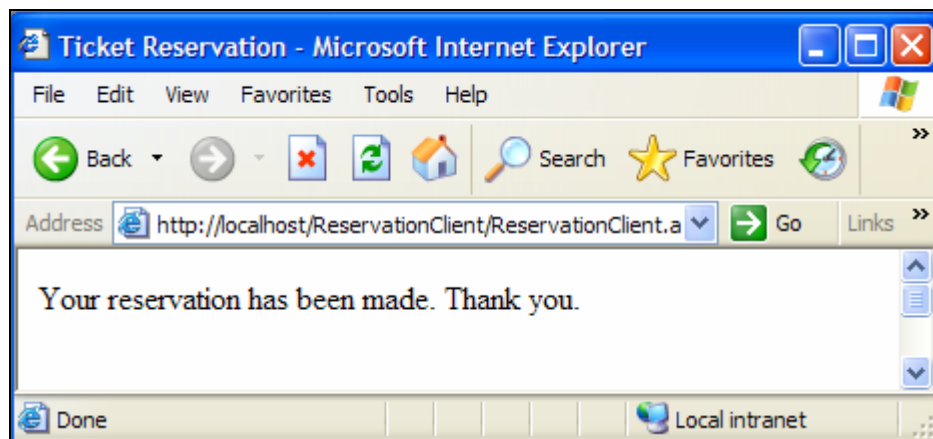 Ticket Reservation - Microsoft Internet Explorer
File Edit View Favorites Tools Help
Back Search Favorites »
Address http://localhost/ReservationClient/ReservationClient.a Go Links »
Your reservation has been made. Thank you.
Done Local intranet